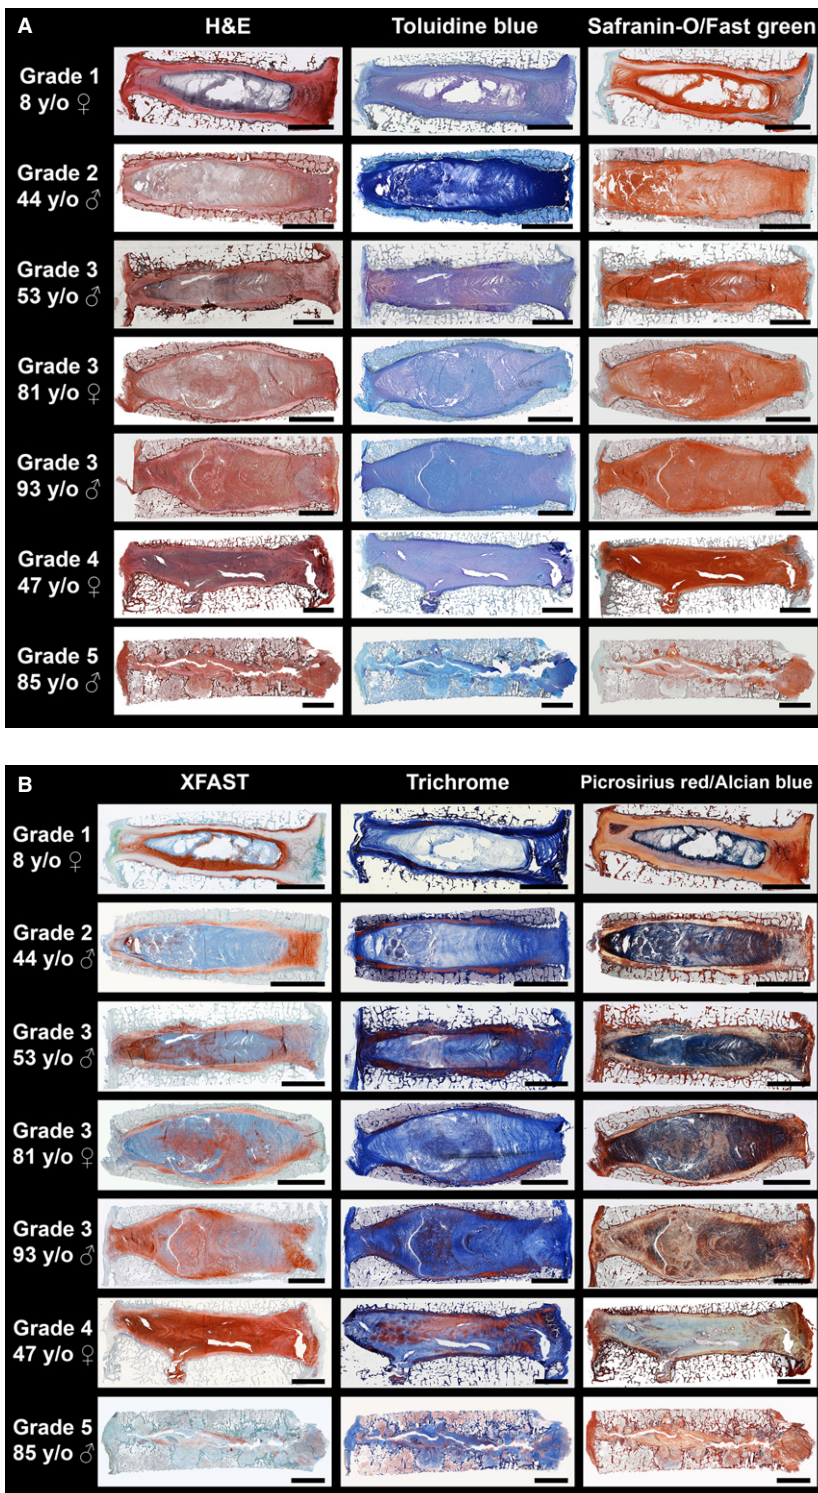 A
H&E
Toluidine blue
Safranin-O/Fast green
Grade 1
8 y/o ♀
Grade 2
44 y/o ♂
Grade 3
53 y/o ♂
Grade 3
81 y/o ♀
Grade 3
93 y/o ♂
Grade 4
47 y/o ♀
Grade 5
85 y/o ♂
B
XFAST
Trichrome
Picrosirius red/Alcian blue
Grade 1
8 y/o ♀
Grade 2
44 y/o ♂
Grade 3
53 y/o ♂
Grade 3
81 y/o ♀
Grade 3
93 y/o ♂
Grade 4
47 y/o ♀
Grade 5
85 y/o ♂